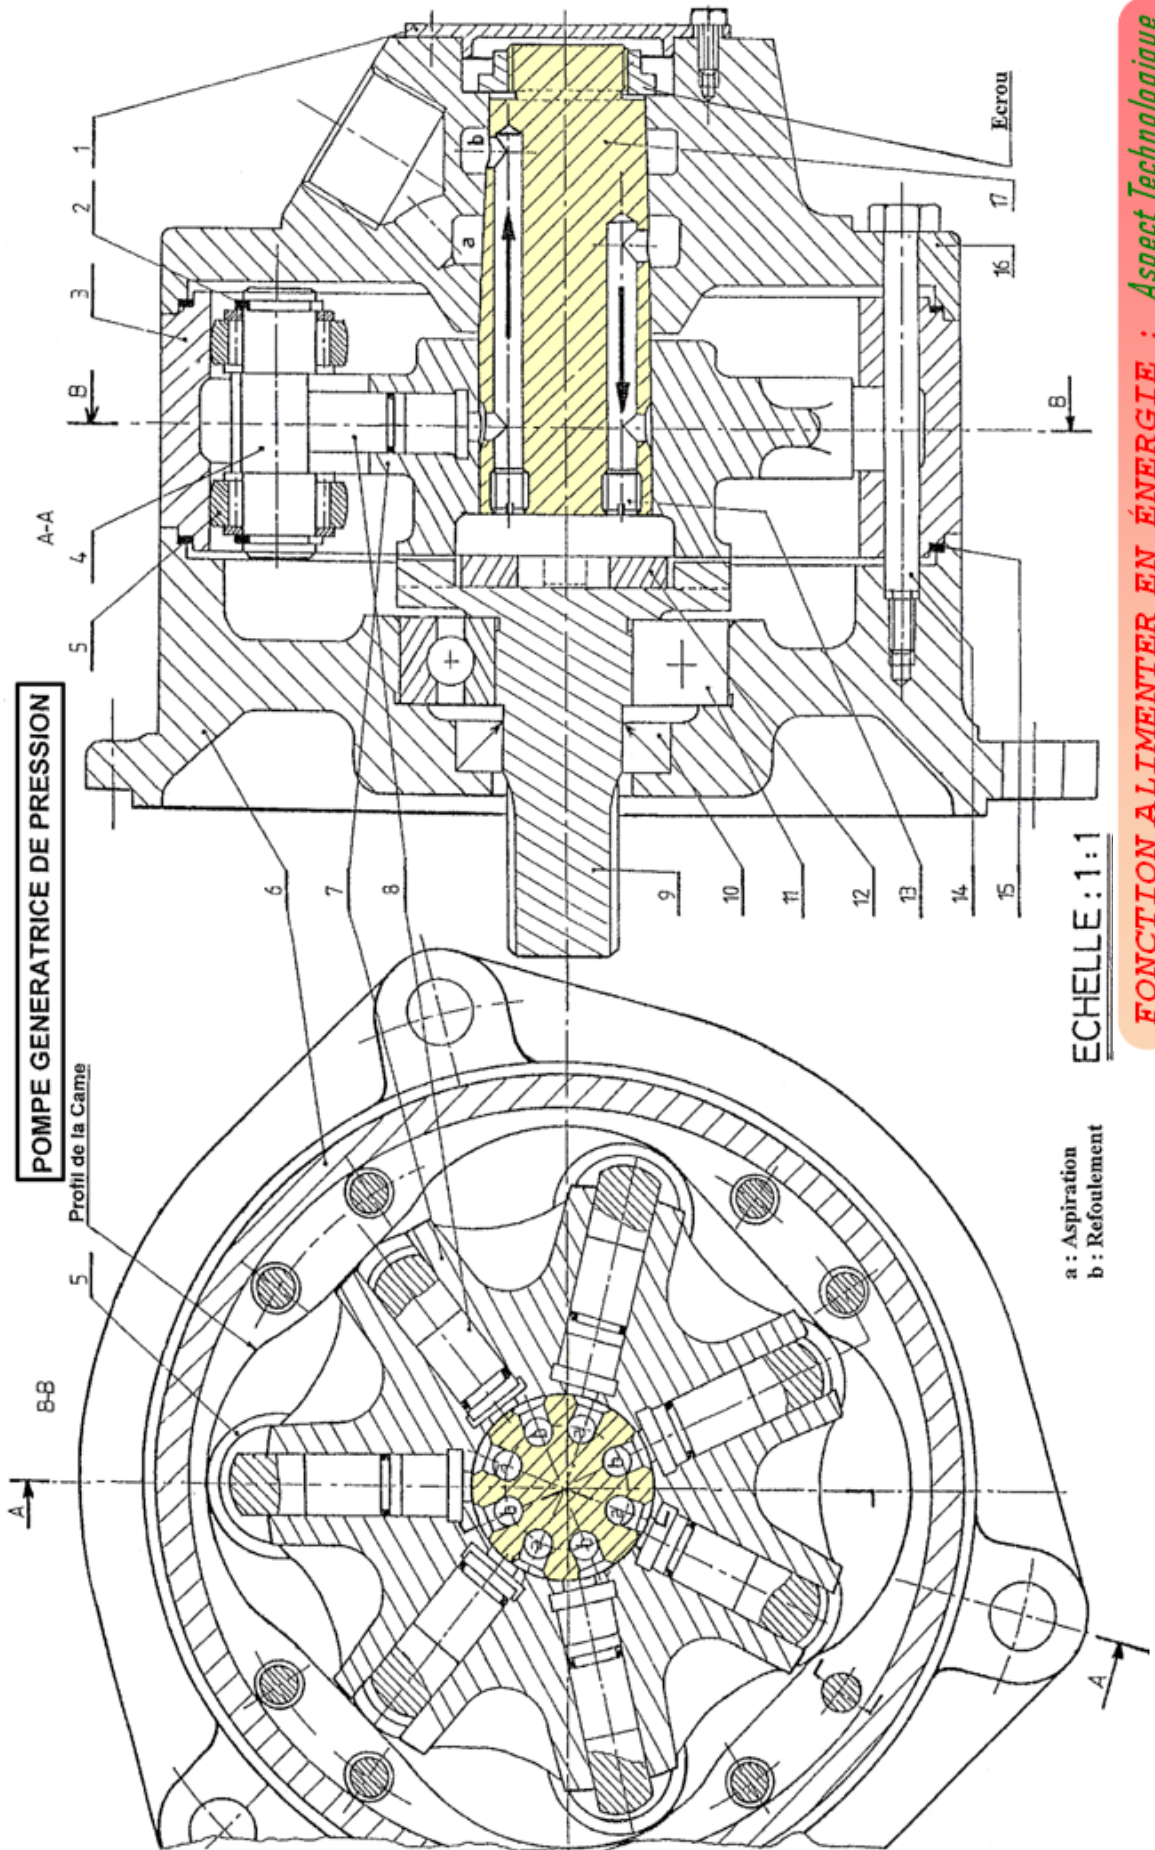 POMPE GENERATRICE DE PRESSION
Profil de la Came
5
B-B
A
A
a
b
a
b
a
b
a
b
a : Aspiration
b : Refoulement
ECHELLE : 1 : 1
A-A
B
B
1
2
3
4
5
6
7
8
9
10
11
12
13
14
15
16
17
Ecrou
a
b
FONCTION ALIMENTER EN ÉNERGIE : Aspect Technologique